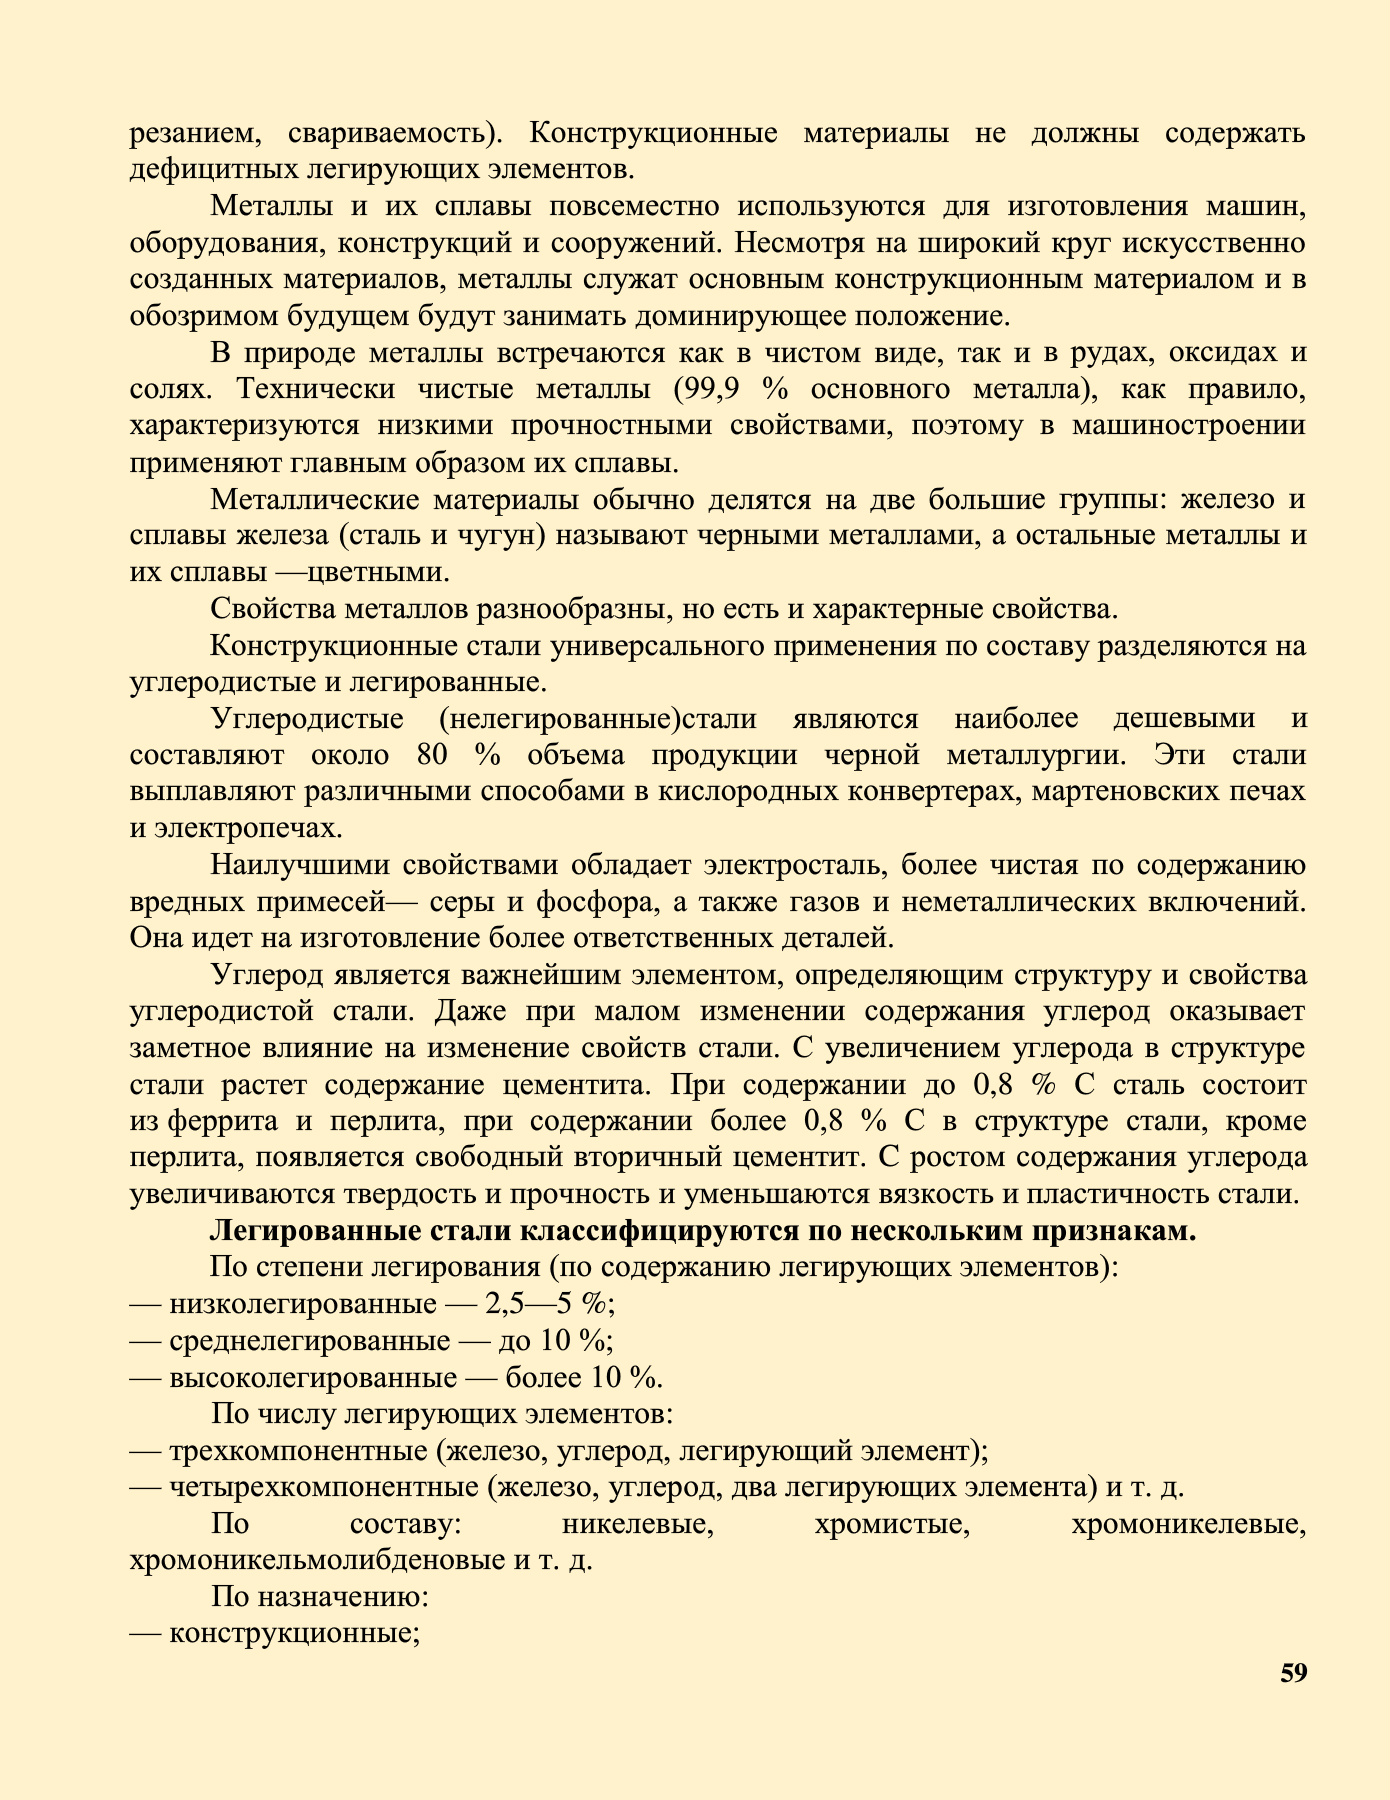 резанием, свариваемость). Конструкционные материалы не должны содержать
дефицитных легирующих элементов.
Металлы и их сплавы повсеместно используются для изготовления машин,
оборудования, конструкций и сооружений. Несмотря на широкий круг искусственно
созданных материалов, металлы служат основным конструкционным материалом и в
обозримом будущем будут занимать доминирующее положение.
В природе металлы встречаются как в чистом виде, так и в рудах, оксидах и
солях. Технически чистые металлы (99,9 % основного металла), как правило,
характеризуются низкими прочностными свойствами, поэтому в машиностроении
применяют главным образом их сплавы.
Металлические материалы обычно делятся на две большие группы: железо и
сплавы железа (сталь и чугун) называют черными металлами, а остальные металлы и
их сплавы —цветными.
Свойства металлов разнообразны, но есть и характерные свойства.
Конструкционные стали универсального применения по составу разделяются на
углеродистые и легированные.
Углеродистые (нелегированные)стали являются наиболее дешевыми и
составляют около 80 % объема продукции черной металлургии. Эти стали
выплавляют различными способами в кислородных конвертерах, мартеновских печах
и электропечах.
Наилучшими свойствами обладает электросталь, более чистая по содержанию
вредных примесей— серы и фосфора, а также газов и неметаллических включений.
Она идет на изготовление более ответственных деталей.
Углерод является важнейшим элементом, определяющим структуру и свойства
углеродистой стали. Даже при малом изменении содержания углерод оказывает
заметное влияние на изменение свойств стали. С увеличением углерода в структуре
стали растет содержание цементита. При содержании до 0,8 % С сталь состоит
из феррита и перлита, при содержании более 0,8 % С в структуре стали, кроме
перлита, появляется свободный вторичный цементит. С ростом содержания углерода
увеличиваются твердость и прочность и уменьшаются вязкость и пластичность стали.
Легированные стали классифицируются по нескольким признакам.
По степени легирования (по содержанию легирующих элементов):
— низколегированные — 2,5—5 %;
— среднелегированные — до 10 %;
— высоколегированные — более 10 %.
По числу легирующих элементов:
— трехкомпонентные (железо, углерод, легирующий элемент);
— четырехкомпонентные (железо, углерод, два легирующих элемента) и т. д.
По составу: никелевые, хромистые, хромоникелевые,
хромоникельмолибденовые и т. д.
По назначению:
— конструкционные;
59